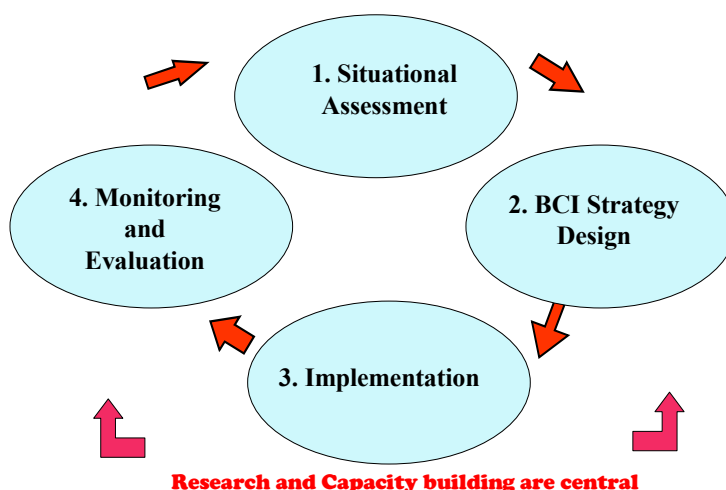 1. Situational
Assessment
2. BCI Strategy
Design
3. Implementation
4. Monitoring
and
Evaluation
Research and Capacity building are central